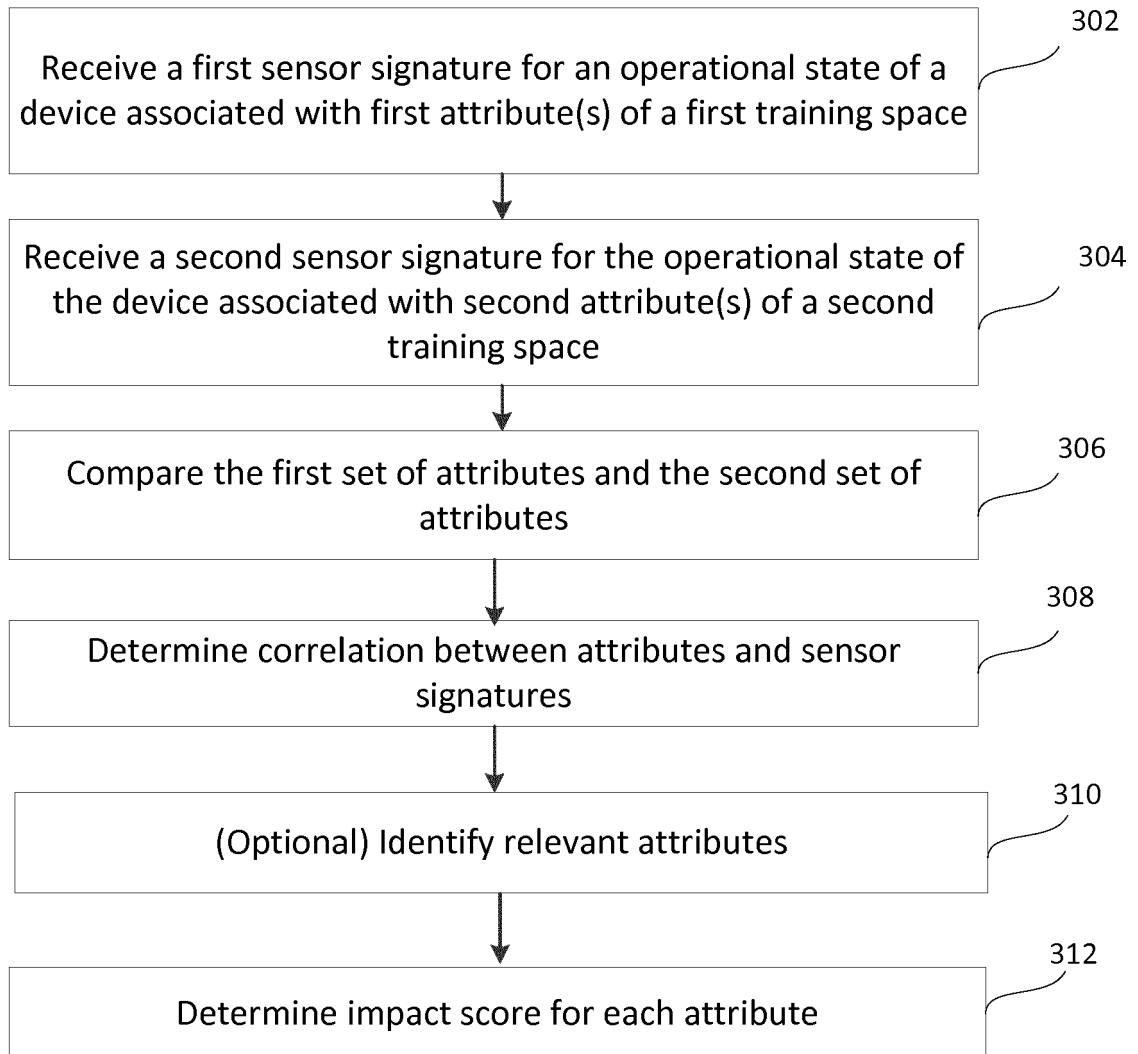 302
Receive a first sensor signature for an operational state of a
device associated with first attribute(s) of a first training space
304
Receive a second sensor signature for the operational state of
the device associated with second attribute(s) of a second
training space
306
Compare the first set of attributes and the second set of
attributes
308
Determine correlation between attributes and sensor
signatures
310
(Optional) Identify relevant attributes
312
Determine impact score for each attribute